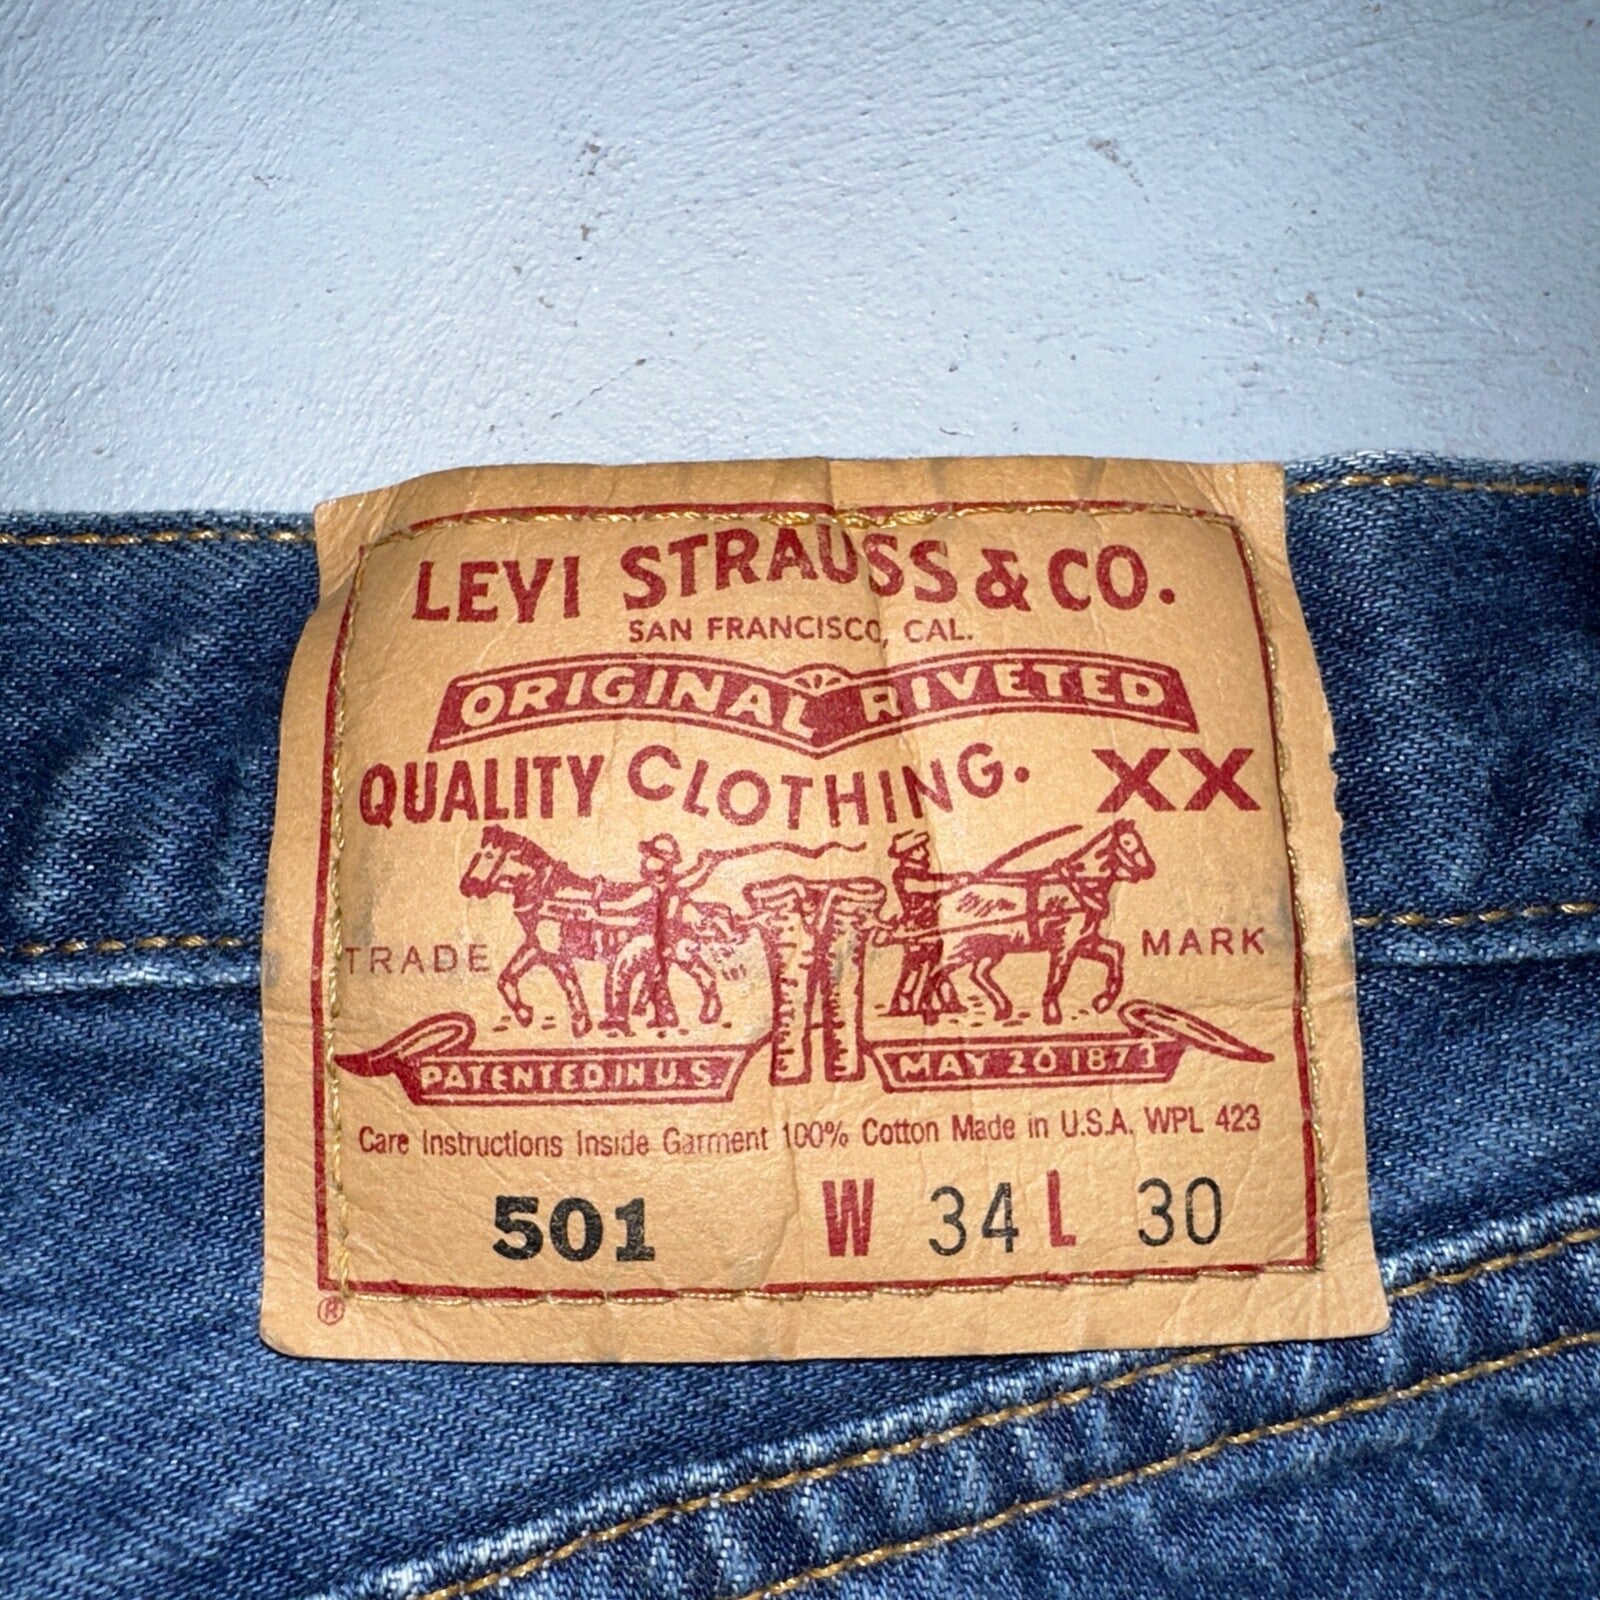 LEVI STRAUSS & CO.
SAN FRANCISCO, CAL.
ORIGINAL RIVETED
QUALITY CLOTHING. XX
TRADE MARK
PATENTED IN U.S. MAY 20 1873
Care Instructions Inside Garment 100% Cotton Made in U.S.A. WPL 423
501 W 34 L 30
®